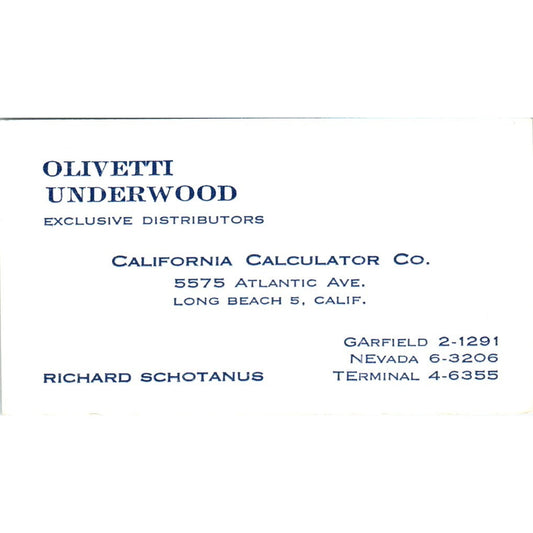 OLIVETTI
UNDERWOOD
EXCLUSIVE DISTRIBUTORS
CALIFORNIA CALCULATOR CO.
5575 ATLANTIC AVE.
LONG BEACH 5, CALIF.
GARFIELD 2-1291
NEVADA 6-3206
RICHARD SCHOTANUS
TERMINAL 4-6355